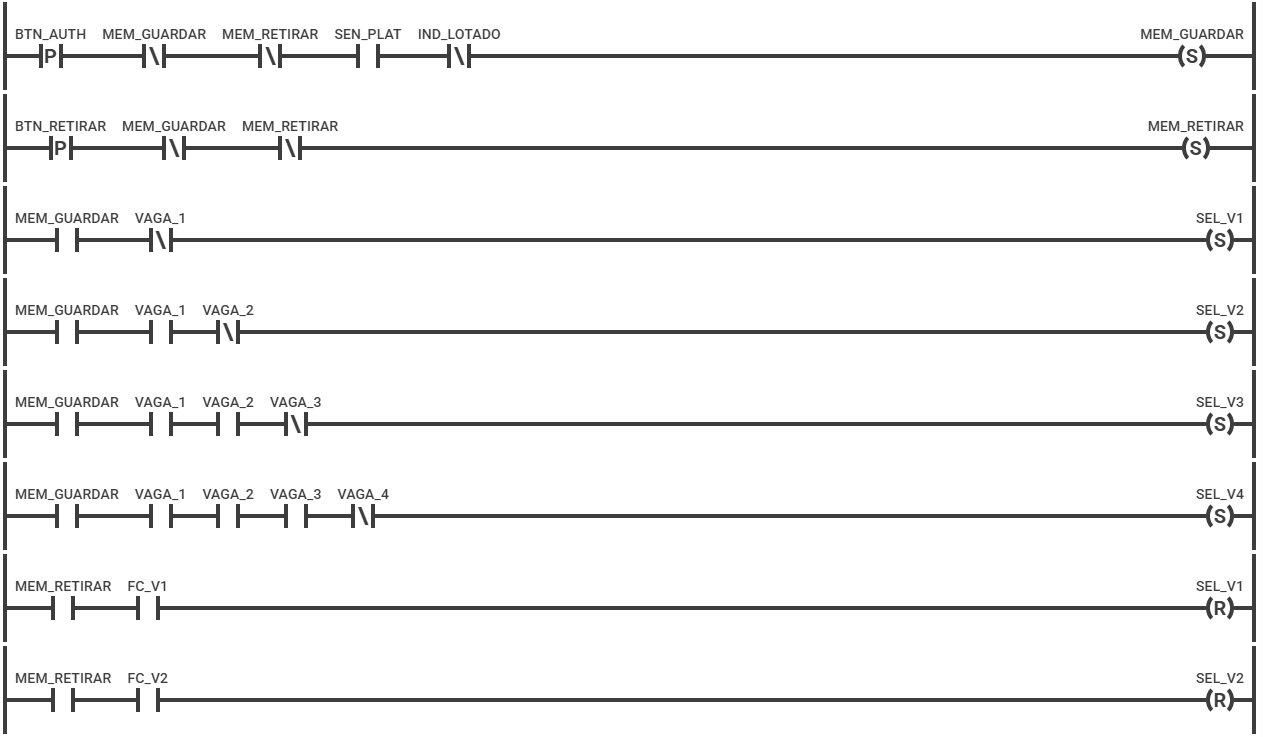 BTN_AUTH MEM_GUARDAR MEM_RETIRAR SEN_PLAT IND_LOTADO MEM_GUARDAR
P S
BTN_RETIRAR MEM_GUARDAR MEM_RETIRAR MEM_RETIRAR
P S
MEM_GUARDAR VAGA_1 SEL_V1
S
MEM_GUARDAR VAGA_1 VAGA_2 SEL_V2
S
MEM_GUARDAR VAGA_1 VAGA_2 VAGA_3 SEL_V3
S
MEM_GUARDAR VAGA_1 VAGA_2 VAGA_3 VAGA_4 SEL_V4
S
MEM_RETIRAR FC_V1 SEL_V1
R
MEM_RETIRAR FC_V2 SEL_V2
R